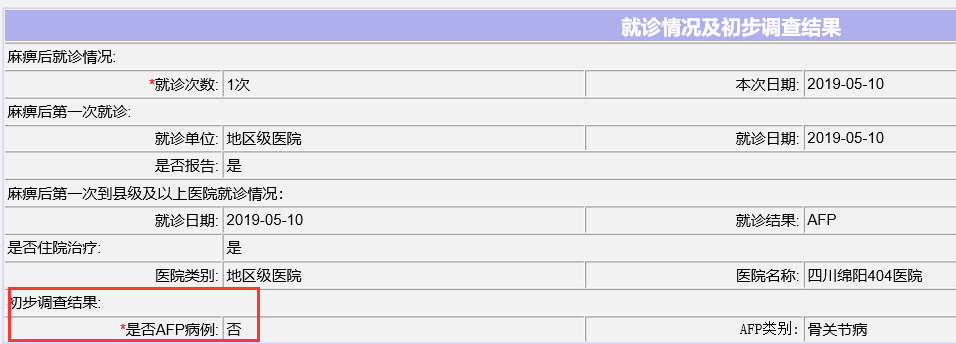 就诊情况及初步调查结果
麻痹后就诊情况:
*就诊次数: 1次 本次日期: 2019-05-10
麻痹后第一次就诊:
就诊单位: 地区级医院 就诊日期: 2019-05-10
是否报告: 是
麻痹后第一次到县级及以上医院就诊情况：
就诊日期: 2019-05-10 就诊结果: AFP
是否住院治疗: 是
医院类别: 地区级医院 医院名称: 四川绵阳404医院
初步调查结果:
*是否AFP病例: 否 AFP类别: 骨关节病